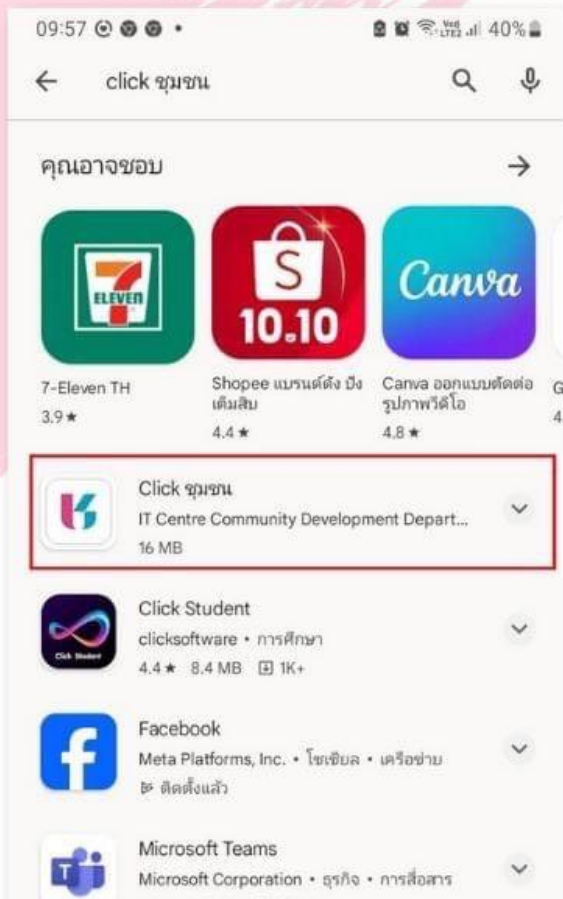 09:57
Vo) LTE2 40%
click ชุมชน
คุณอาจชอบ
7 ELEVEN
S 10.10
Canva
7-Eleven TH
3.9 ★
Shopee แบรนด์ดัง ปัง
เต็มสิบ
4.4 ★
Canva ออกแบบตัดต่อ
รูปภาพวิดีโอ
4.8 ★
G
4
Click ชุมชน
IT Centre Community Development Depart...
16 MB
Click Student
Click Student
clicksoftware • การศึกษา
4.4 ★ 8.4 MB 1K+
Facebook
Meta Platforms, Inc. • โซเชียล • เครือข่าย
ติดตั้งแล้ว
T
Microsoft Teams
Microsoft Corporation • ธุรกิจ • การสื่อสาร